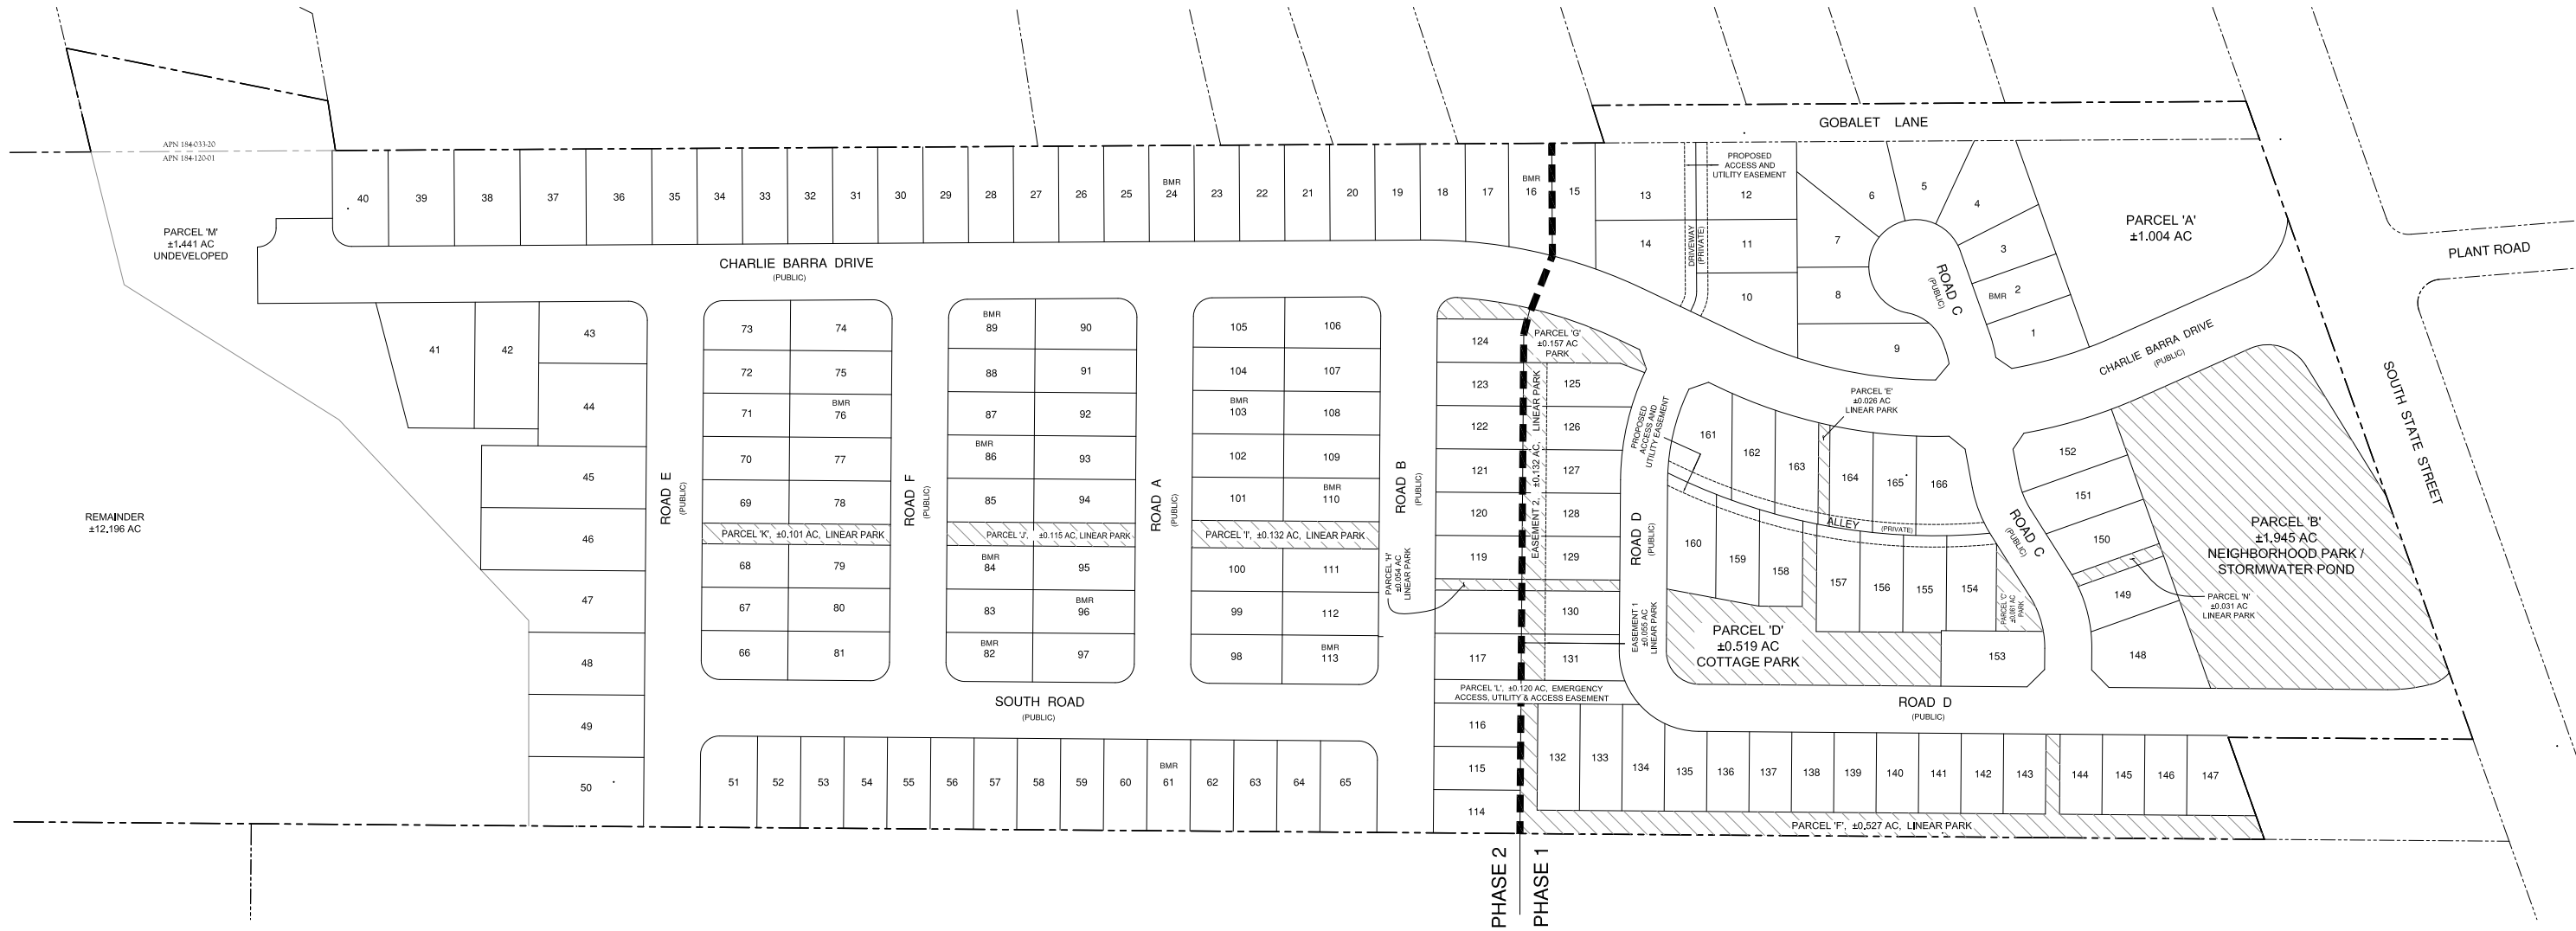 GOBALET LANE
APN 184-033-20
APN 184-120-01
PARCEL 'M'
±1.441 AC
UNDEVELOPED
40
39
38
37
36
35
34
33
32
31
30
29
28
27
26
25
BMR
24
23
22
21
20
19
18
17
BMR
16
15
13
14
DRIVEWAY
(PRIVATE)
PROPOSED
ACCESS AND
UTILITY EASEMENT
12
11
10
6
5
4
7
8
9
3
BMR 2
1
ROAD C
(PUBLIC)
PARCEL 'A'
±1.004 AC
PLANT ROAD
CHARLIE BARRA DRIVE
(PUBLIC)
CHARLIE BARRA DRIVE
(PUBLIC)
SOUTH STATE STREET
41
42
43
44
45
46
47
48
49
50
REMAINDER
±12.196 AC
ROAD E
(PUBLIC)
73
74
72
75
71
BMR
76
70
77
69
78
PARCEL 'K', ±0.101 AC, LINEAR PARK
68
79
67
80
66
81
ROAD F
(PUBLIC)
BMR
89
90
88
91
87
92
BMR
86
93
85
94
PARCEL 'J', ±0.115 AC, LINEAR PARK
BMR
84
95
83
BMR
96
BMR
82
97
ROAD A
(PUBLIC)
105
106
104
107
BMR
103
108
102
109
101
BMR
110
PARCEL 'I', ±0.132 AC, LINEAR PARK
100
111
99
112
98
BMR
113
ROAD B
(PUBLIC)
PARCEL 'H'
±0.054 AC
LINEAR PARK
124
123
122
121
120
119
117
PARCEL 'G'
±0.157 AC
PARK
EASEMENT 2, ±0.132 AC, LINEAR PARK
125
126
127
128
129
130
131
EASEMENT 1
±0.055 AC
LINEAR PARK
ROAD D
(PUBLIC)
PARCEL 'L', ±0.120 AC, EMERGENCY
ACCESS, UTILITY & ACCESS EASEMENT
116
115
114
PROPOSED
ACCESS AND
UTILITY EASEMENT
PARCEL 'E'
±0.026 AC
LINEAR PARK
161
162
163
164
165
166
ALLEY
(PRIVATE)
160
159
158
157
156
155
154
PARCEL 'C'
±0.061 AC
PARK
PARCEL 'D'
±0.519 AC
COTTAGE PARK
153
ROAD C
(PUBLIC)
152
151
150
149
148
PARCEL 'B'
±1.945 AC
NEIGHBORHOOD PARK /
STORMWATER POND
PARCEL 'N'
±0.031 AC
LINEAR PARK
SOUTH ROAD
(PUBLIC)
ROAD D
(PUBLIC)
51
52
53
54
55
56
57
58
59
60
BMR
61
62
63
64
65
132
133
134
135
136
137
138
139
140
141
142
143
144
145
146
147
PARCEL 'F', ±0.527 AC, LINEAR PARK
PHASE 2
PHASE 1